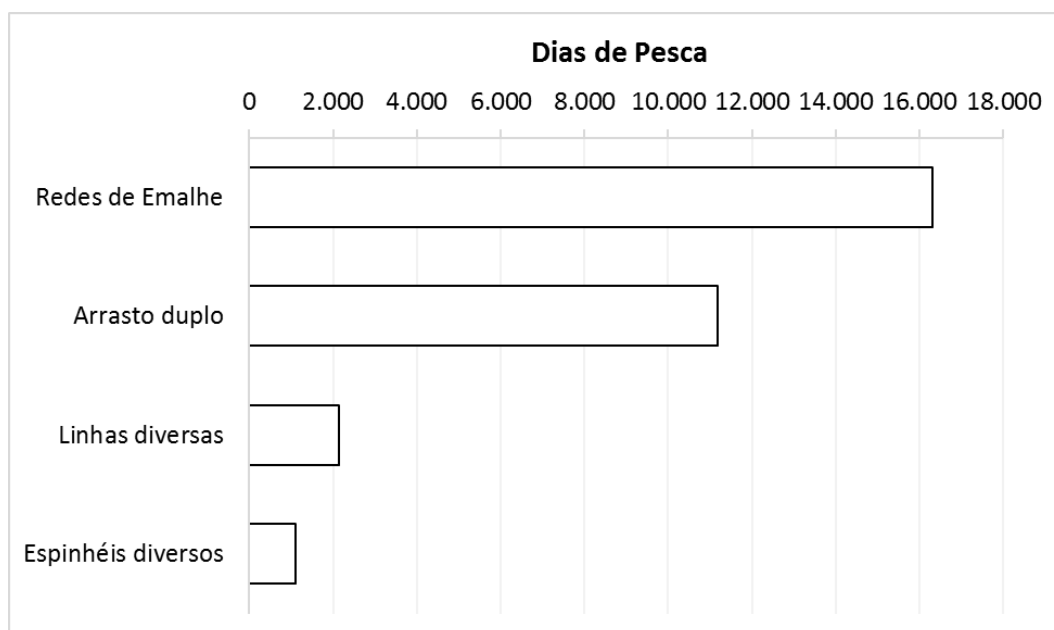 Dias de Pesca
0 2.000 4.000 6.000 8.000 10.000 12.000 14.000 16.000 18.000
Redes de Emalhe
Arrasto duplo
Linhas diversas
Espinhéis diversos